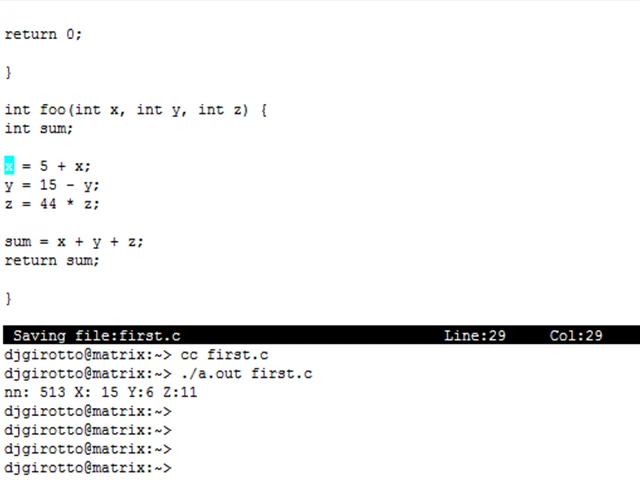 return 0;
}
int foo(int x, int y, int z) {
int sum;
x = 5 + x;
y = 15 - y;
z = 44 * z;
sum = x + y + z;
return sum;
}
Saving file:first.c Line:29 Col:29
djgirotto@matrix:~> cc first.c
djgirotto@matrix:~> ./a.out first.c
nn: 513 X: 15 Y:6 Z:11
djgirotto@matrix:~>
djgirotto@matrix:~>
djgirotto@matrix:~>
djgirotto@matrix:~>